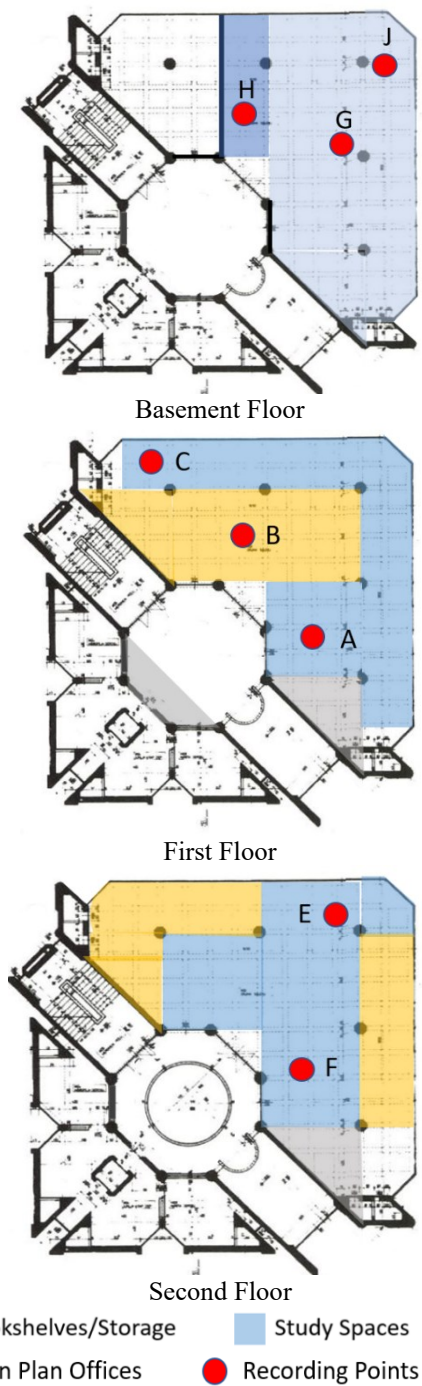 J
H
G
Basement Floor
C
B
A
First Floor
E
F
Second Floor
kshelves/Storage Study Spaces
n Plan Offices Recording Points